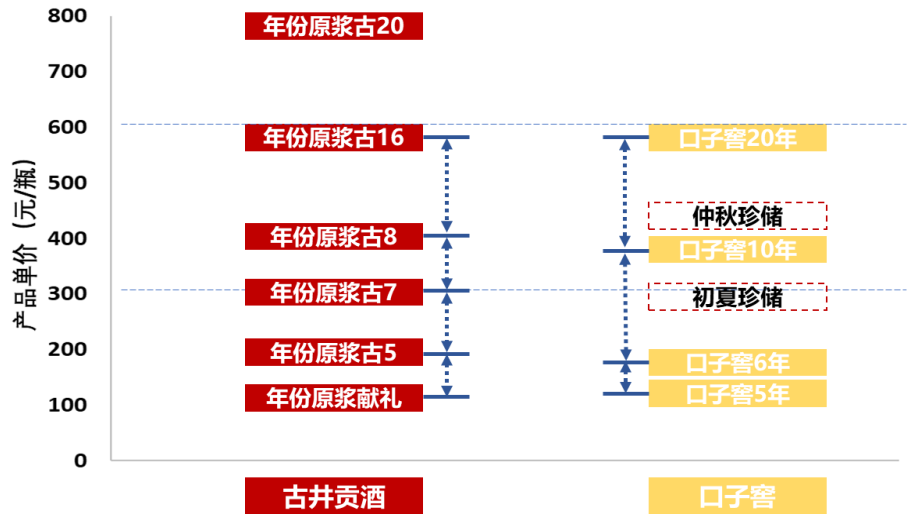 产品单价（元/瓶）
800
700
600
500
400
300
200
100
0
年份原浆古20
年份原浆古16
年份原浆古8
年份原浆古7
年份原浆古5
年份原浆献礼
口子窖20年
仲秋珍储
口子窖10年
初夏珍储
口子窖6年
口子窖5年
古井贡酒
口子窖